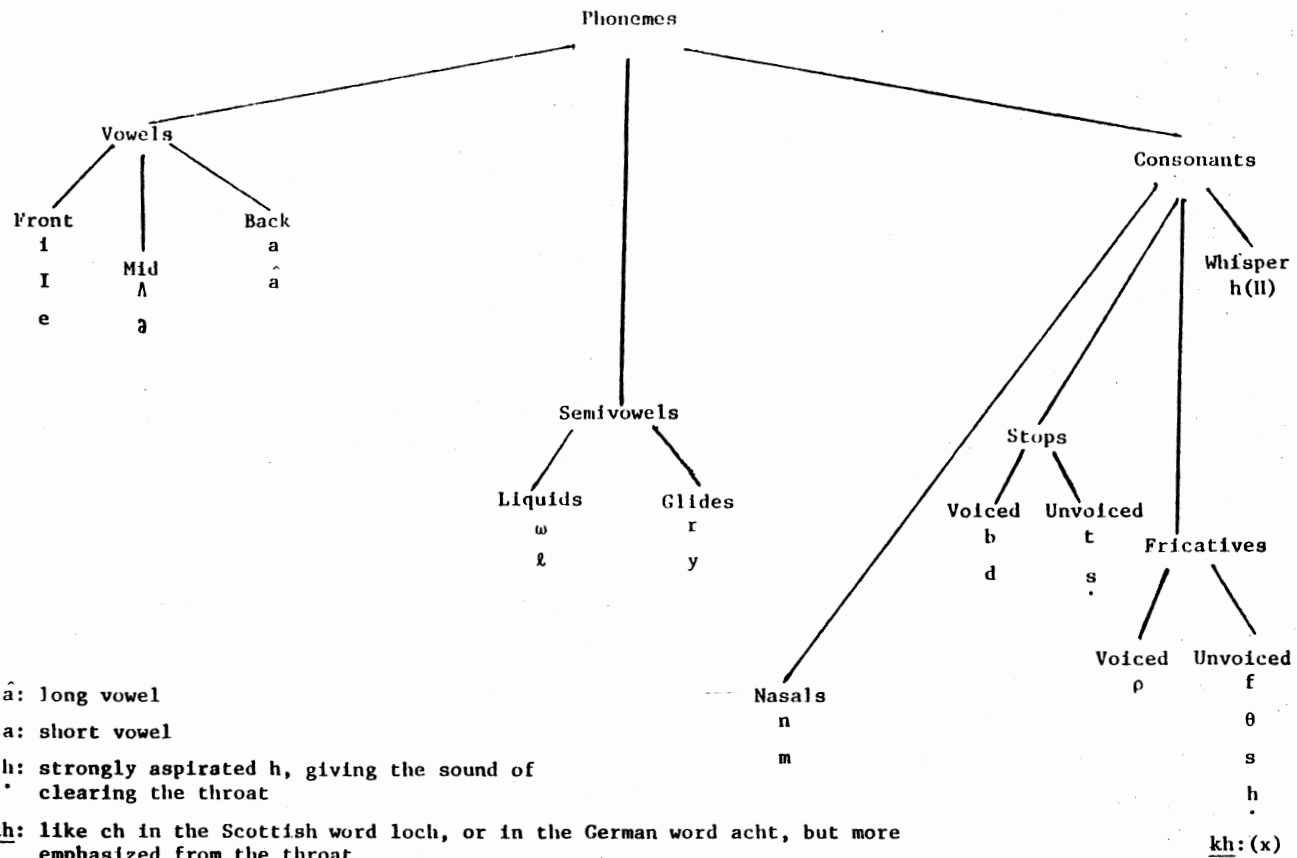 Phonemes
Vowels
Consonants
Front
Back
i
a
Mid
Whisper
I
ʌ
â
h(H)
e
ə
Semivowels
Stops
Liquids
Glides
Voiced Unvoiced
ω
r
b
t
Fricatives
ℓ
y
d
ṣ
Voiced Unvoiced
ρ
f
â: long vowel
Nasals
n
θ
a: short vowel
m
s
ḥ: strongly aspirated h, giving the sound of
clearing the throat
ḥ
h: like ch in the Scottish word loch, or in the German word acht, but more
emphasized from the throat
kh:(x)